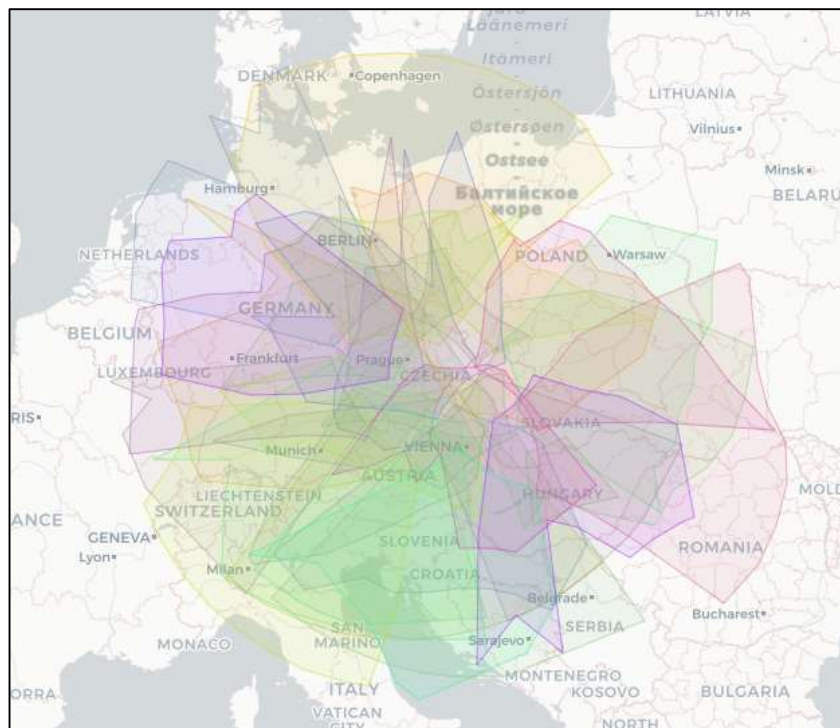 LATVIA
Läänemeri
-
Itämeri
-
DENMARK
Copenhagen
Östersjön
-
LITHUANIA
Østersøen
-
Vilnius
Ostsee
-
Minsk
Hamburg
Балтийское
море
BELARU
BERLIN
NETHERLANDS
POLAND
Warsaw
GERMANY
BELGIUM
Frankfurt
Prague
LUXEMBOURG
CZECHIA
RIS
SLOVAKIA
Munich
VIENNA
AUSTRIA
LIECHTENSTEIN
HUNGARY
MOLD
SWITZERLAND
ANCE
GENEVA
SLOVENIA
ROMANIA
Lyon
Milan
CROATIA
Belgrade
Bucharest
SAN
MARINO
SERBIA
MONACO
Sarajevo
MONTENEGRO
ITALY
KOSOVO
BULGARIA
ORRA
VATICAN
CITY
NORTH